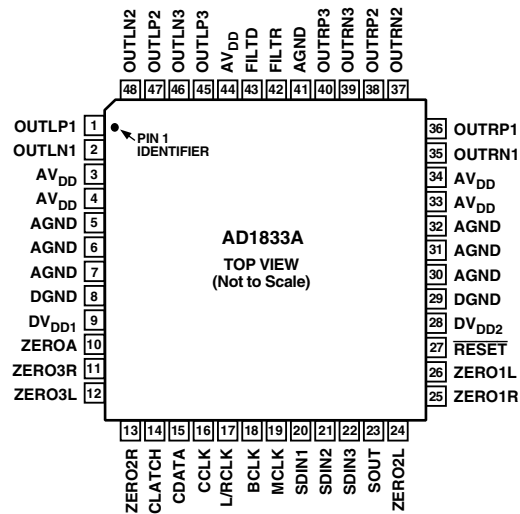 OUTLN2
OUTLP2
OUTLN3
OUTLP3
AVDD
FILTD
FILTR
AGND
OUTRP3
OUTRN3
OUTRP2
OUTRN2
48 47 46 45 44 43 42 41 40 39 38 37
OUTLP1 1
OUTLN1 2
AVDD 3
AVDD 4
AGND 5
AGND 6
AGND 7
DGND 8
DVDD1 9
ZEROA 10
ZERO3R 11
ZERO3L 12
PIN 1
IDENTIFIER
AD1833A
TOP VIEW
(Not to Scale)
36 OUTRP1
35 OUTRN1
34 AVDD
33 AVDD
32 AGND
31 AGND
30 AGND
29 DGND
28 DVDD2
27 RESET
26 ZERO1L
25 ZERO1R
13 14 15 16 17 18 19 20 21 22 23 24
ZERO2R
CLATCH
CDATA
CCLK
L/RCLK
BCLK
MCLK
SDIN1
SDIN2
SDIN3
SOUT
ZERO2L